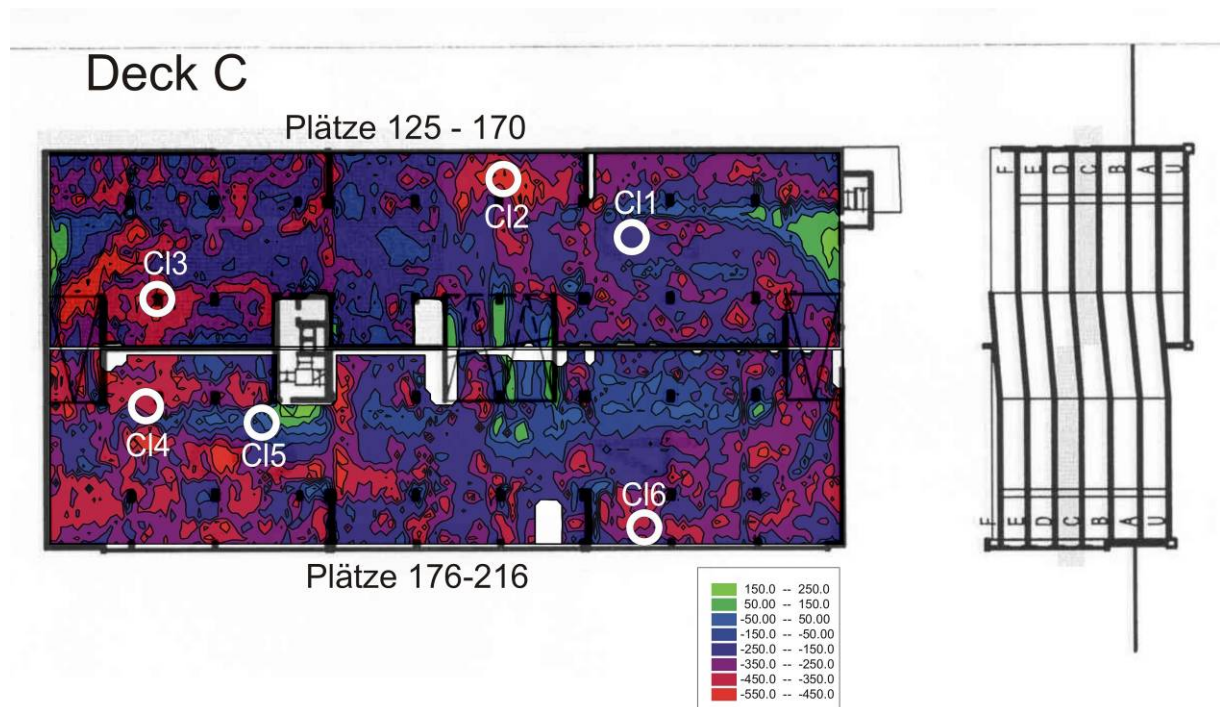 Deck C
Plätze 125 - 170
Cl2
Cl1
Cl3
Cl4
Cl5
Cl6
Plätze 176-216
150.0 -- 250.0
50.00 -- 150.0
-50.00 -- 50.00
-150.0 -- -50.00
-250.0 -- -150.0
-350.0 -- -250.0
-450.0 -- -350.0
-550.0 -- -450.0
F E D C B A U
F E D C B A U